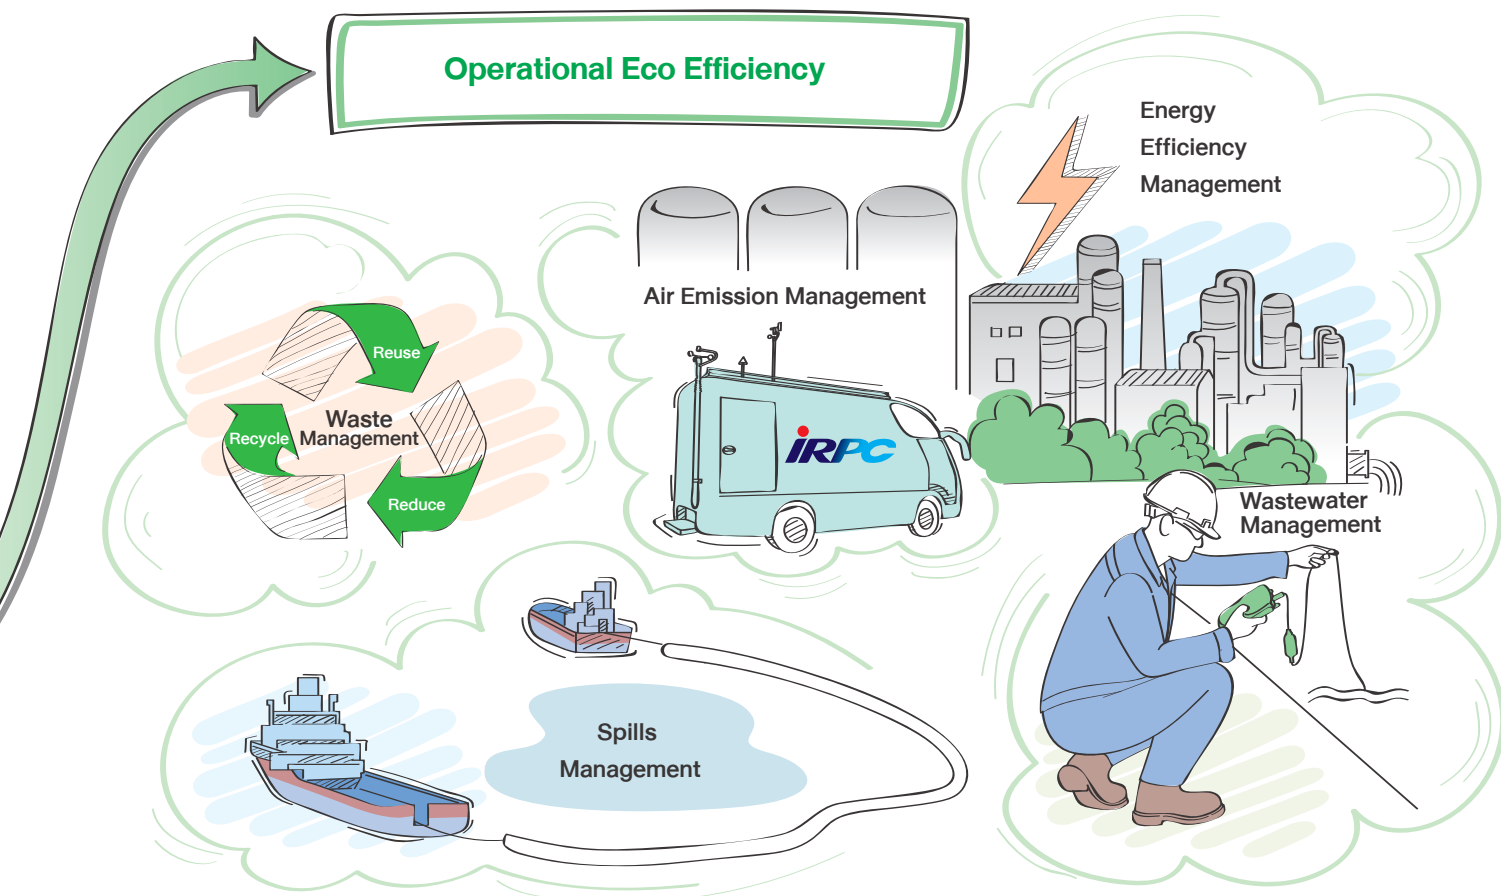 Operational Eco Efficiency
Energy
Efficiency
Management
Air Emission Management
Reuse
Recycle
Waste
Management
Reduce
iRPC
Wastewater
Management
Spills
Management